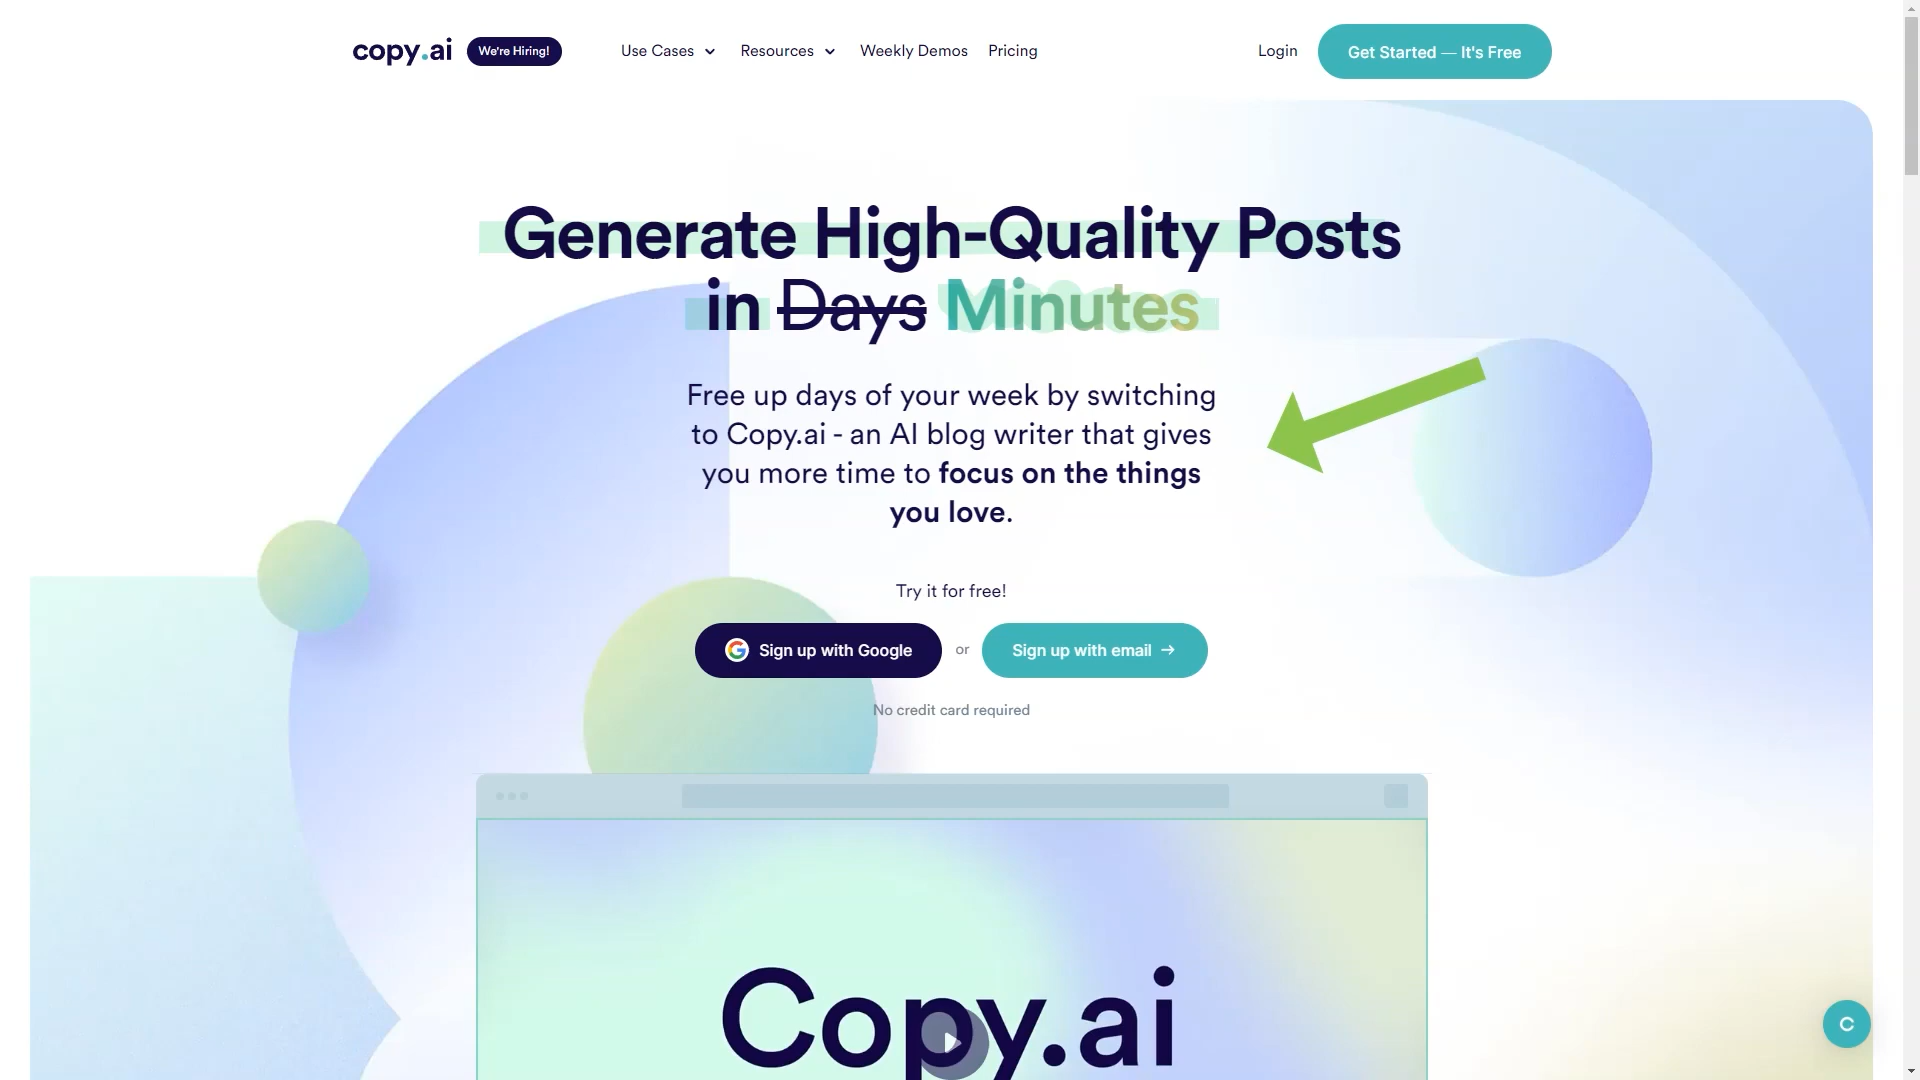 copy.ai We're Hiring! Use Cases Resources Weekly Demos Pricing Login Get Started — It's Free
Generate High-Quality Posts
in Days Minutes
Free up days of your week by switching
to Copy.ai - an AI blog writer that gives
you more time to focus on the things
you love.
Try it for free!
Sign up with Google or Sign up with email →
No credit card required
Copy.ai
C